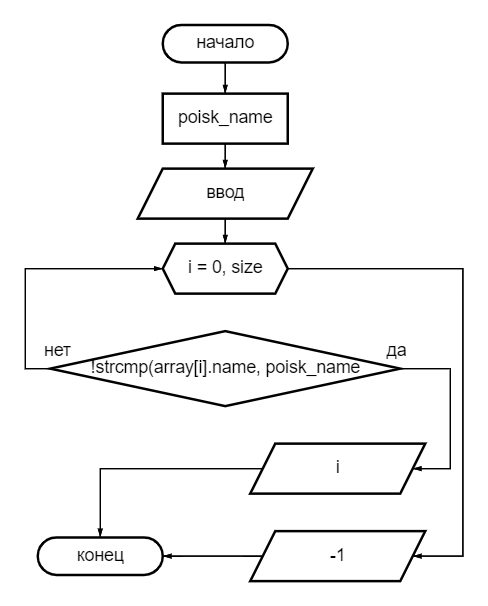 начало
poisk_name
ввод
i = 0, size
нет
да
!strcmp(array[i].name, poisk_name
i
-1
конец